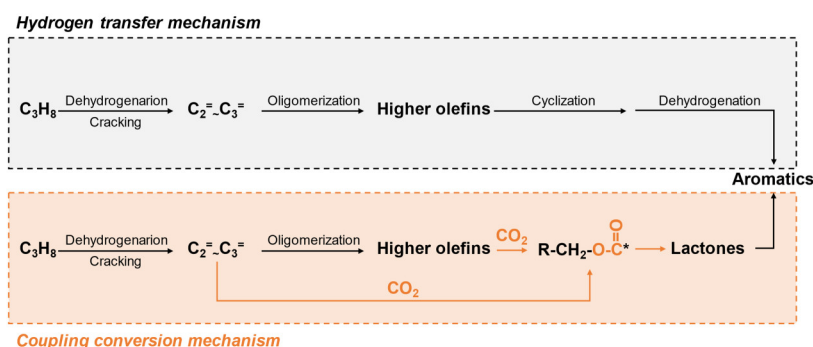 Hydrogen transfer mechanism
C₃H₈ Dehydrogenarion Cracking C₂⁼~C₃⁼ Oligomerization Higher olefins Cyclization Dehydrogenation
Aromatics
C₃H₈ Dehydrogenarion Cracking C₂⁼~C₃⁼ Oligomerization Higher olefins CO₂ R-CH₂-O-C* O Lactones
CO₂
Coupling conversion mechanism